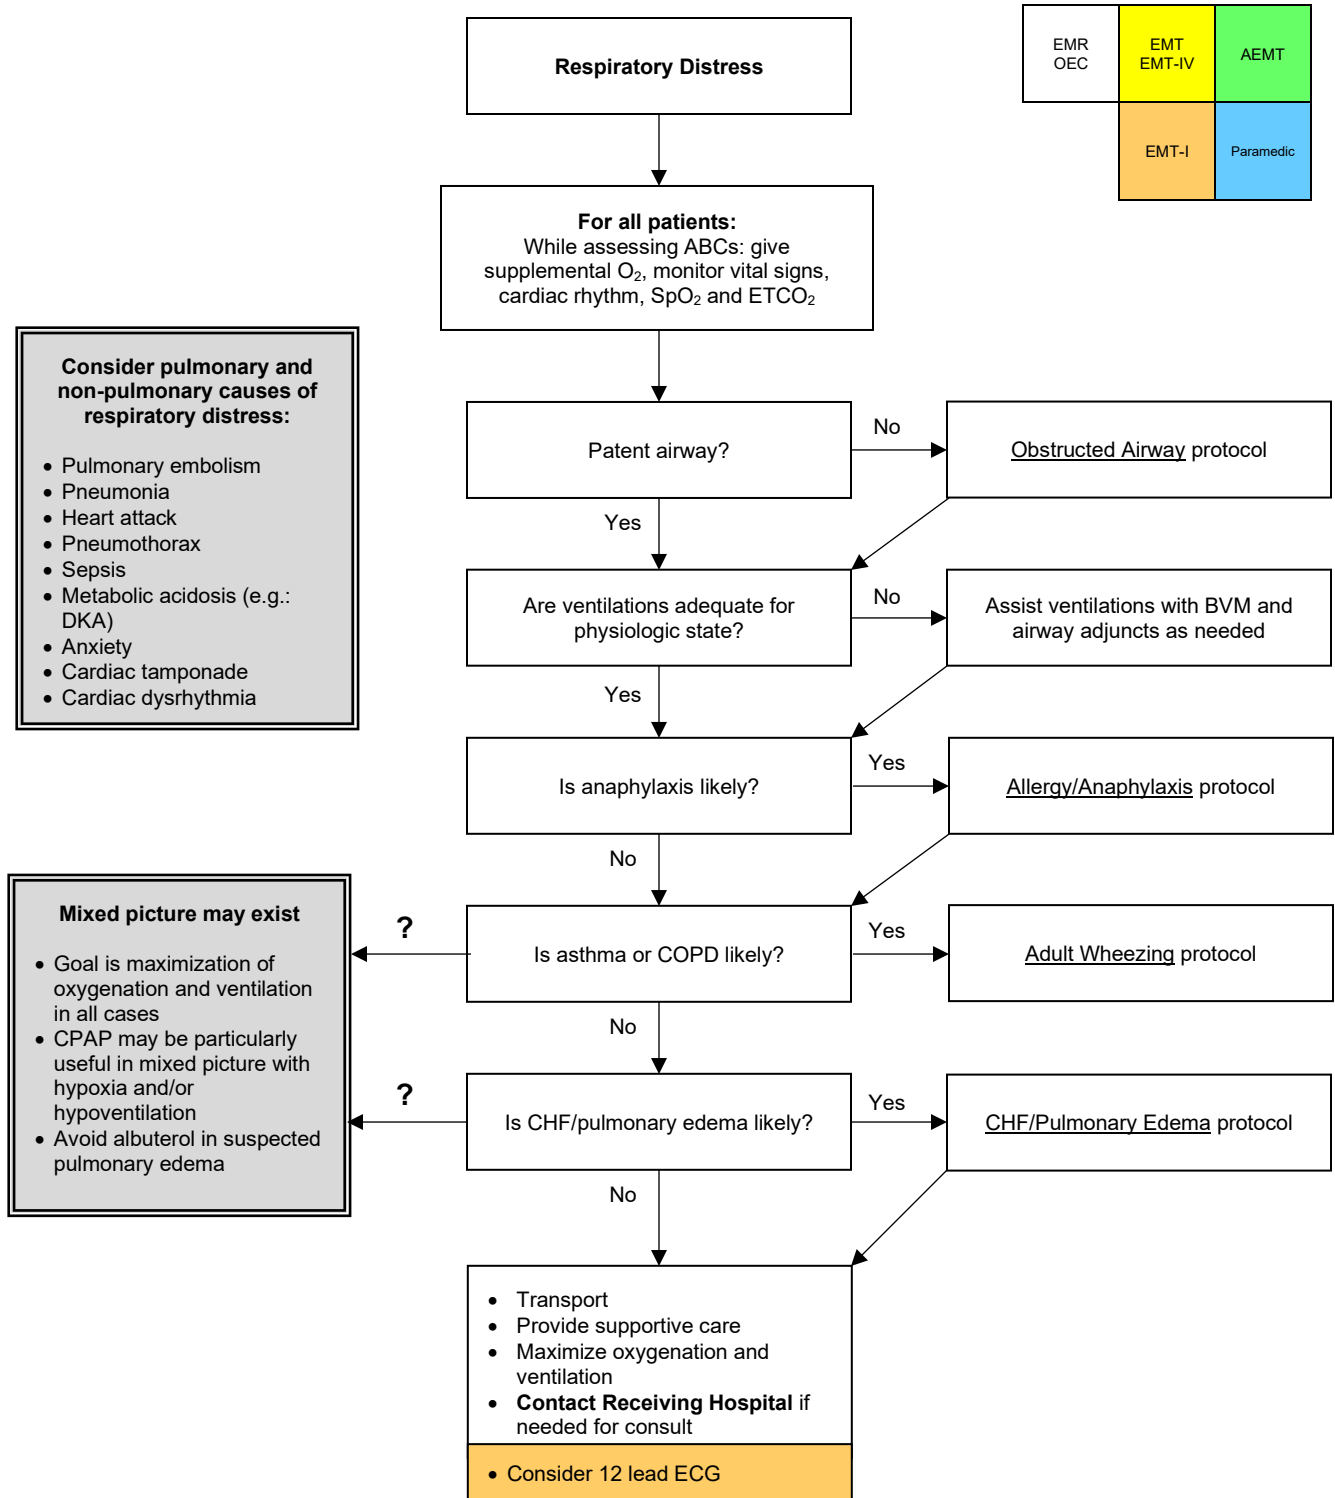 Respiratory Distress
EMR
OEC
EMT
EMT-IV
AEMT
EMT-I
Paramedic
For all patients:
While assessing ABCs: give
supplemental O₂, monitor vital signs,
cardiac rhythm, SpO₂ and ETCO₂
Consider pulmonary and
non-pulmonary causes of
respiratory distress:
• Pulmonary embolism
• Pneumonia
• Heart attack
• Pneumothorax
• Sepsis
• Metabolic acidosis (e.g.:
DKA)
• Anxiety
• Cardiac tamponade
• Cardiac dysrhythmia
Patent airway?
No
Obstructed Airway protocol
Yes
Are ventilations adequate for
physiologic state?
No
Assist ventilations with BVM and
airway adjuncts as needed
Yes
Is anaphylaxis likely?
Yes
Allergy/Anaphylaxis protocol
No
Mixed picture may exist
• Goal is maximization of
oxygenation and ventilation
in all cases
• CPAP may be particularly
useful in mixed picture with
hypoxia and/or
hypoventilation
• Avoid albuterol in suspected
pulmonary edema
?
Is asthma or COPD likely?
Yes
Adult Wheezing protocol
No
?
Is CHF/pulmonary edema likely?
Yes
CHF/Pulmonary Edema protocol
No
• Transport
• Provide supportive care
• Maximize oxygenation and
ventilation
• Contact Receiving Hospital if
needed for consult
• Consider 12 lead ECG